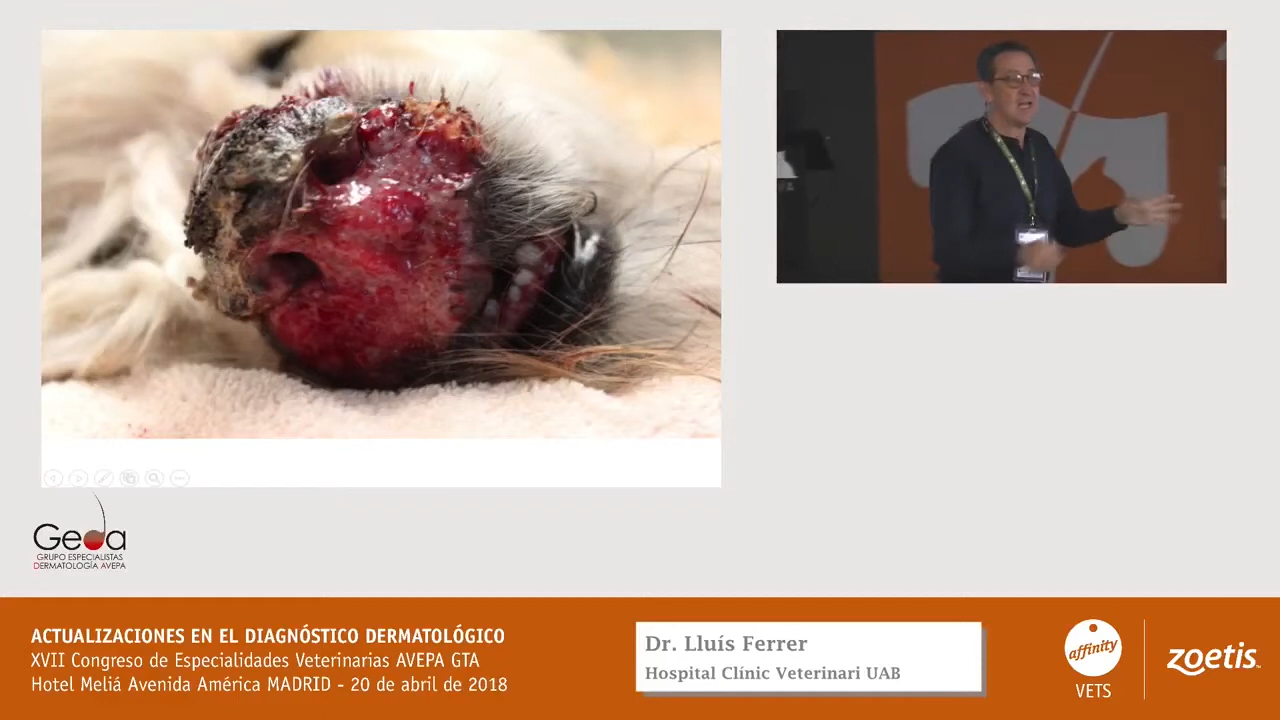 Geda
GRUPO ESPECIALISTAS
DERMATOLOGÍA AVEPA
ACTUALIZACIONES EN EL DIAGNÓSTICO DERMATOLÓGICO
XVII Congreso de Especialidades Veterinarias AVEPA GTA
Hotel Meliá Avenida América MADRID - 20 de abril de 2018
Dr. Lluís Ferrer
Hospital Clínic Veterinari UAB
affinity
VETS
zoetis